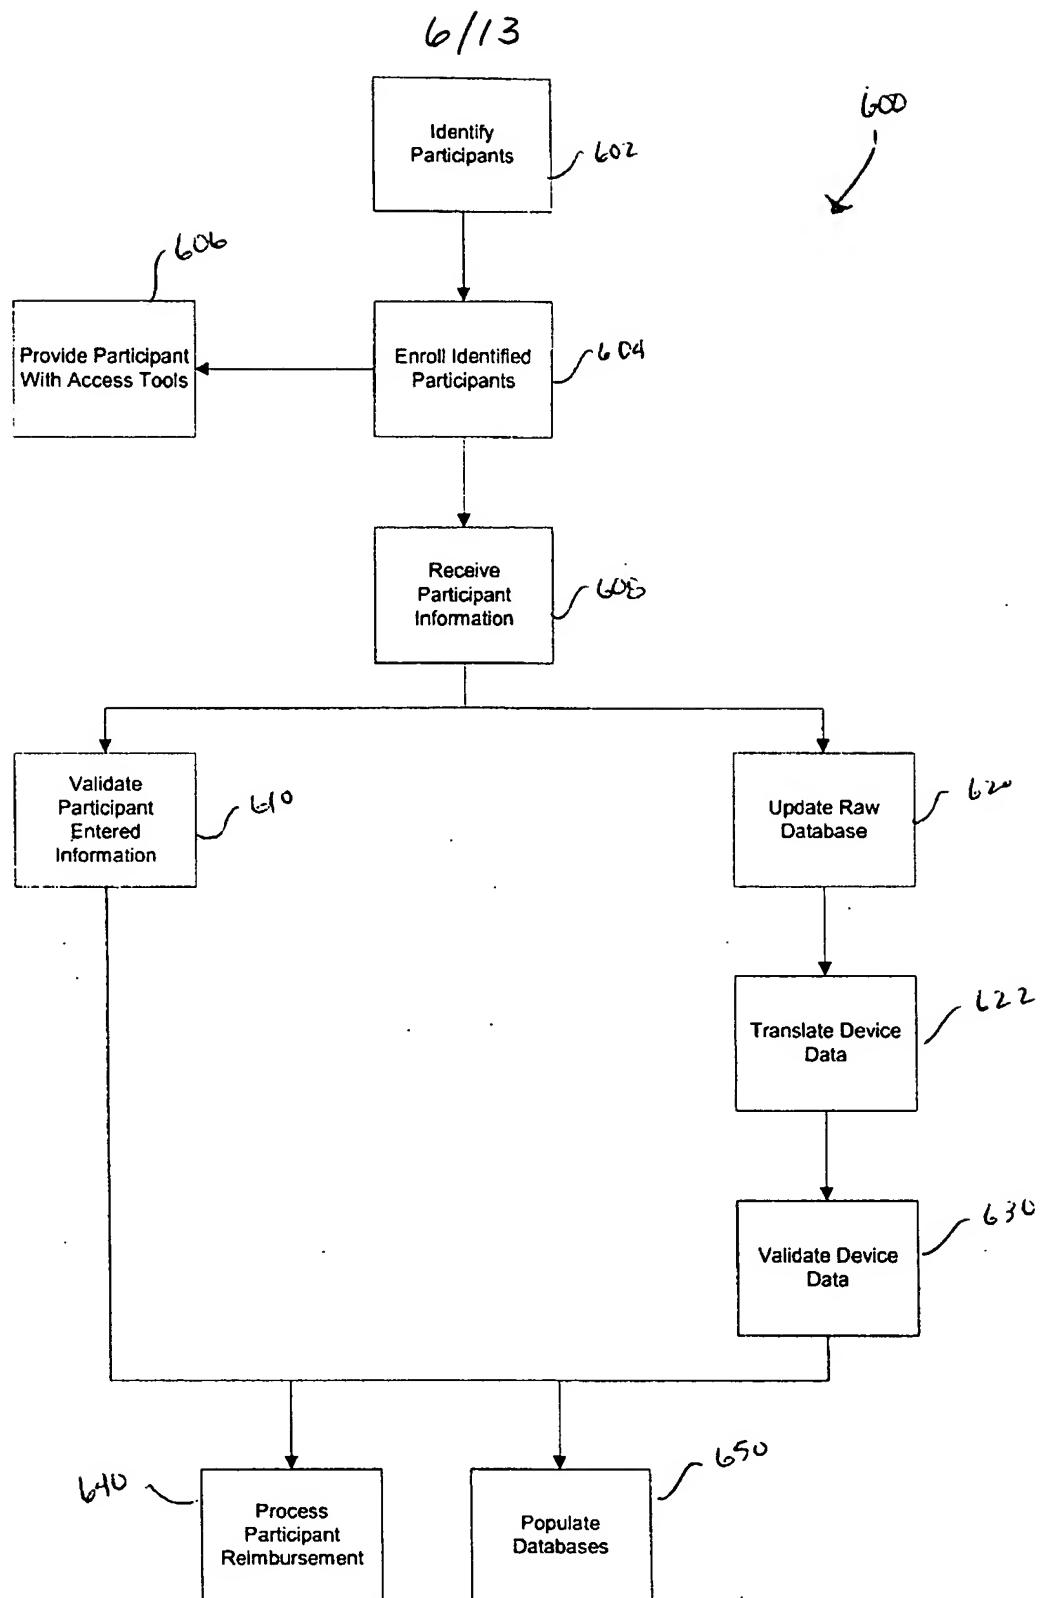 6/13
600
Identify
Participants
602
606
Provide Participant
With Access Tools
Enroll Identified
Participants
604
Receive
Participant
Information
608
Validate
Participant
Entered
Information
610
Update Raw
Database
620
Translate Device
Data
622
Validate Device
Data
630
640
Process
Participant
Reimbursement
Populate
Databases
650